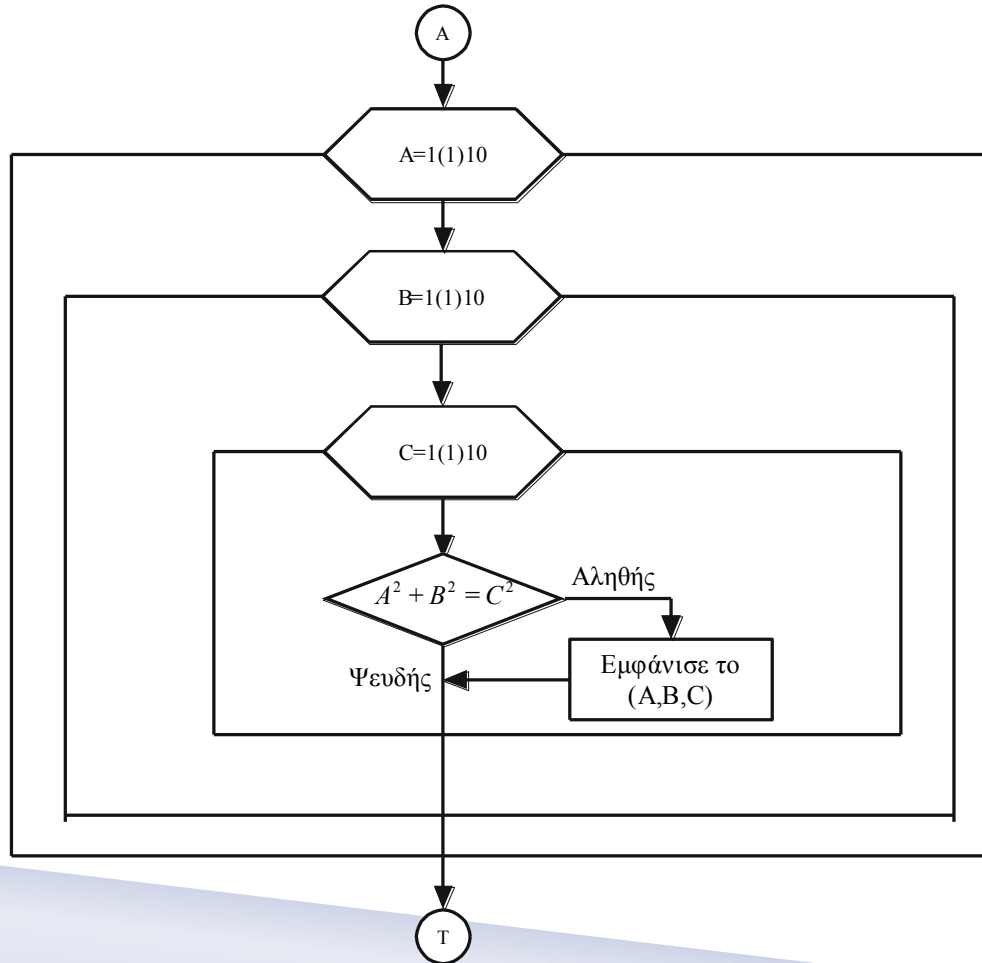 A
A=1(1)10
B=1(1)10
C=1(1)10
A² + B² = C²
Αληθής
Ψευδής
Εμφάνισε το
(A,B,C)
T